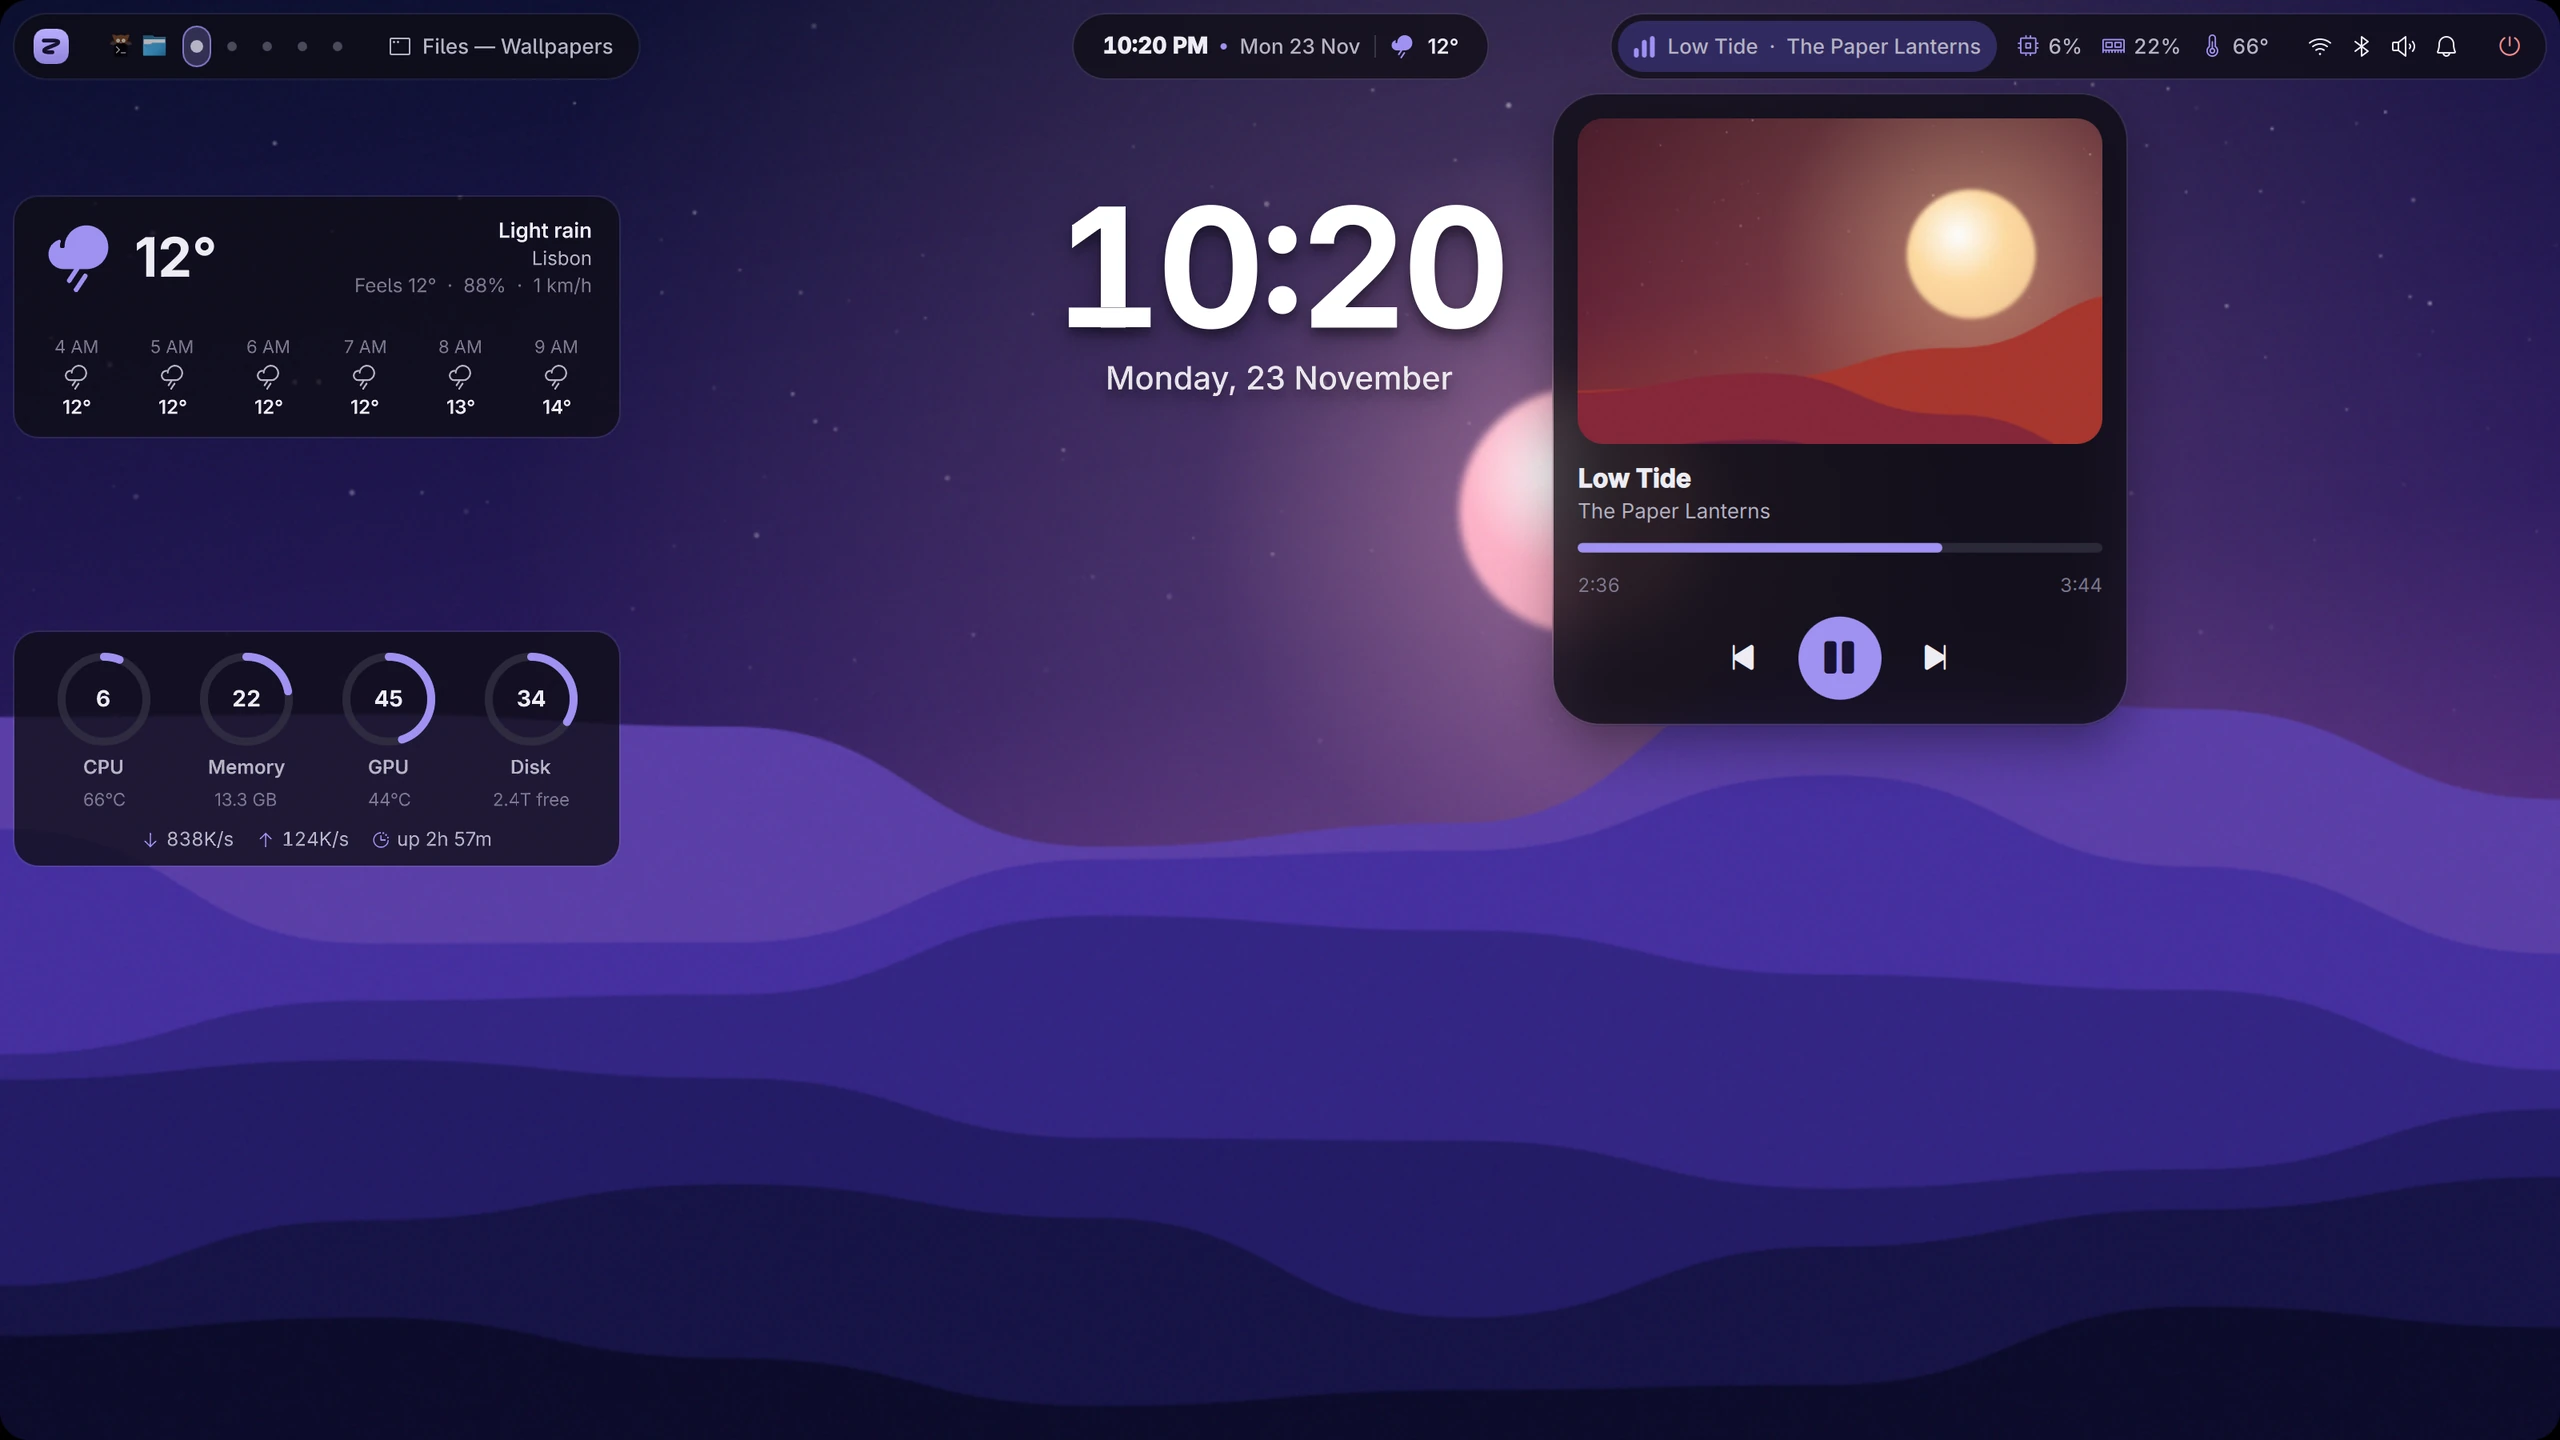 Files — Wallpapers
10:20 PM • Mon 23 Nov 12°
Low Tide · The Paper Lanterns 6% 22% 66°
12°
Light rain
Lisbon
Feels 12° · 88% · 1 km/h
4 AM 5 AM 6 AM 7 AM 8 AM 9 AM
12° 12° 12° 12° 13° 14°
10:20
Monday, 23 November
Low Tide
The Paper Lanterns
2:36 3:44
6 22 45 34
CPU Memory GPU Disk
66°C 13.3 GB 44°C 2.4T free
838K/s 124K/s up 2h 57m